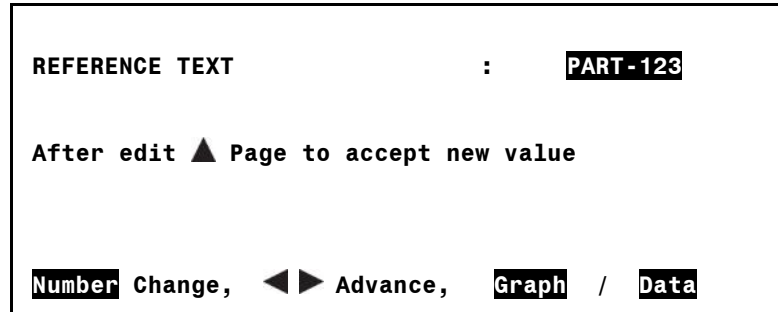 REFERENCE TEXT : PART-123
After edit ▲ Page to accept new value
Number Change, ◀ ▶ Advance, Graph / Data